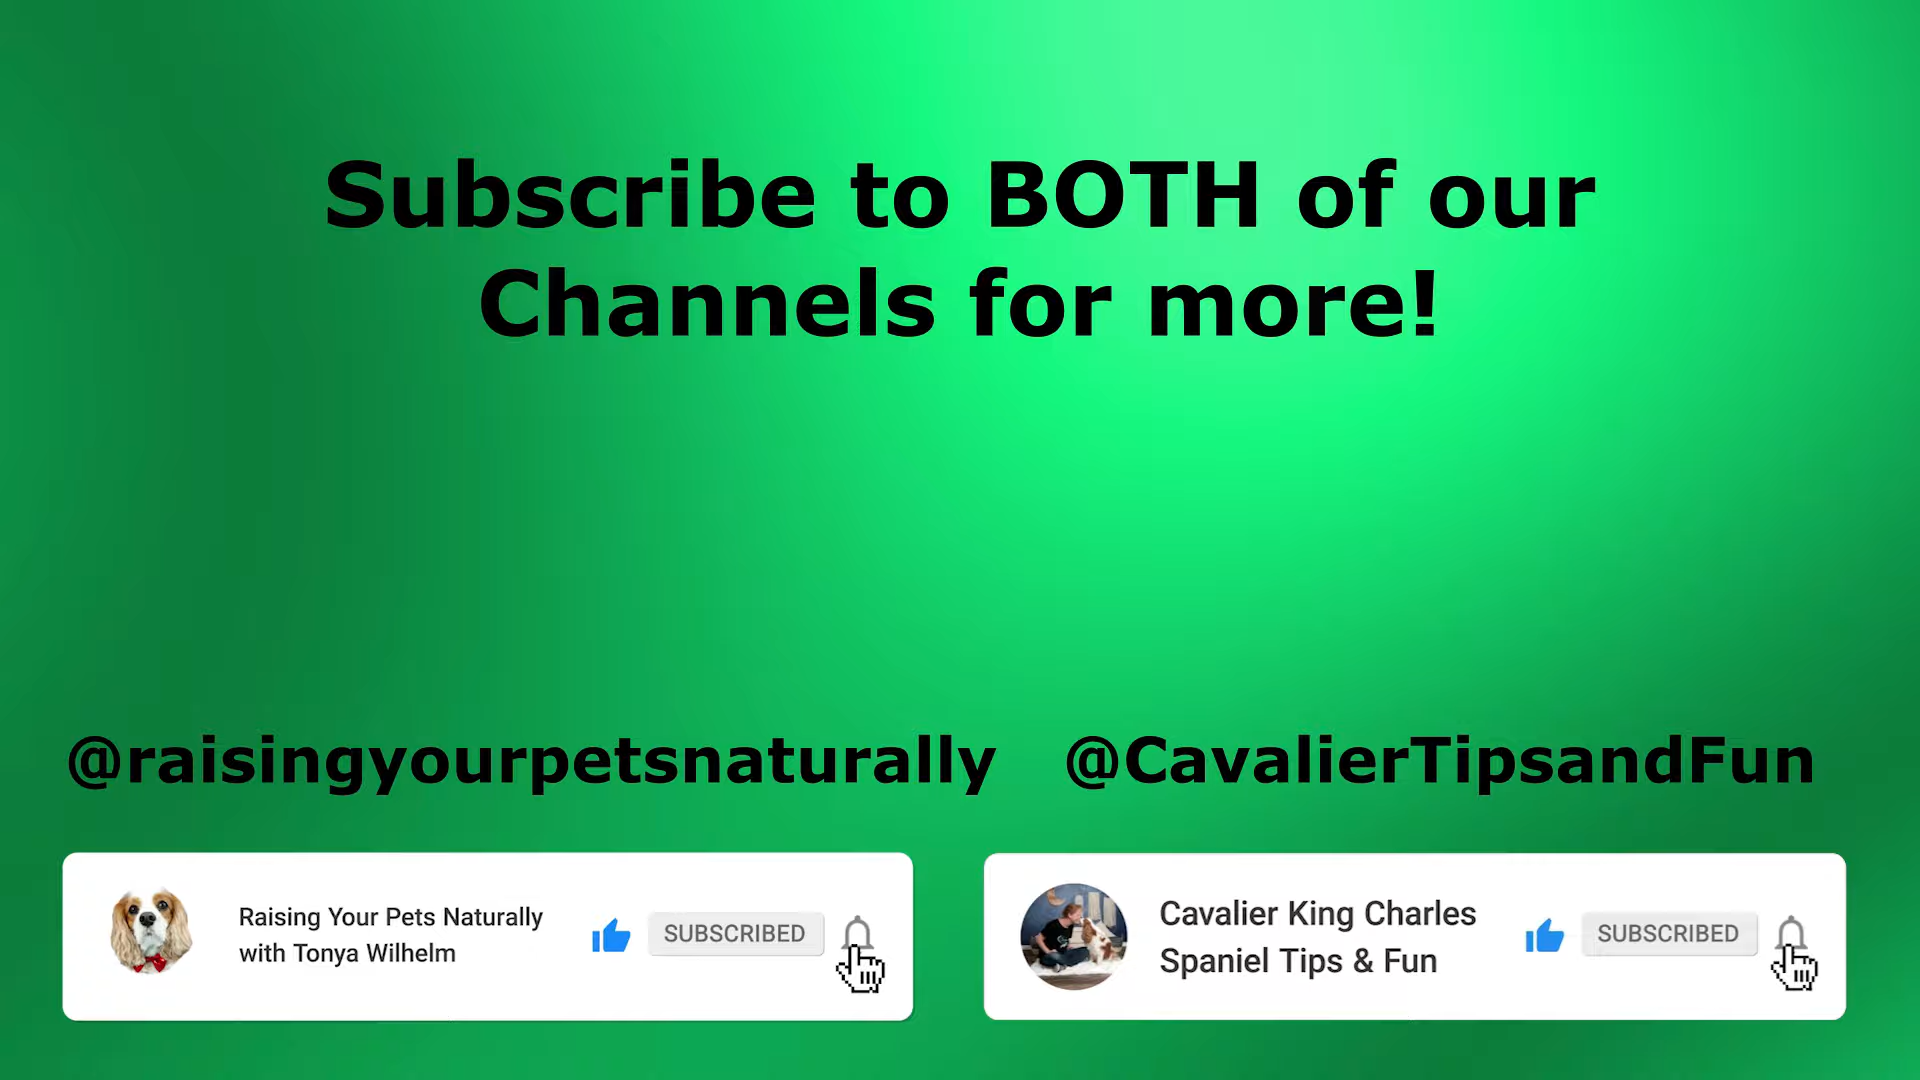 Subscribe to BOTH of our
Channels for more!
@raisingyourpetsnaturally
@CavalierTipsandFun
Raising Your Pets Naturally
with Tonya Wilhelm
SUBSCRIBED
Cavalier King Charles
Spaniel Tips & Fun
SUBSCRIBED